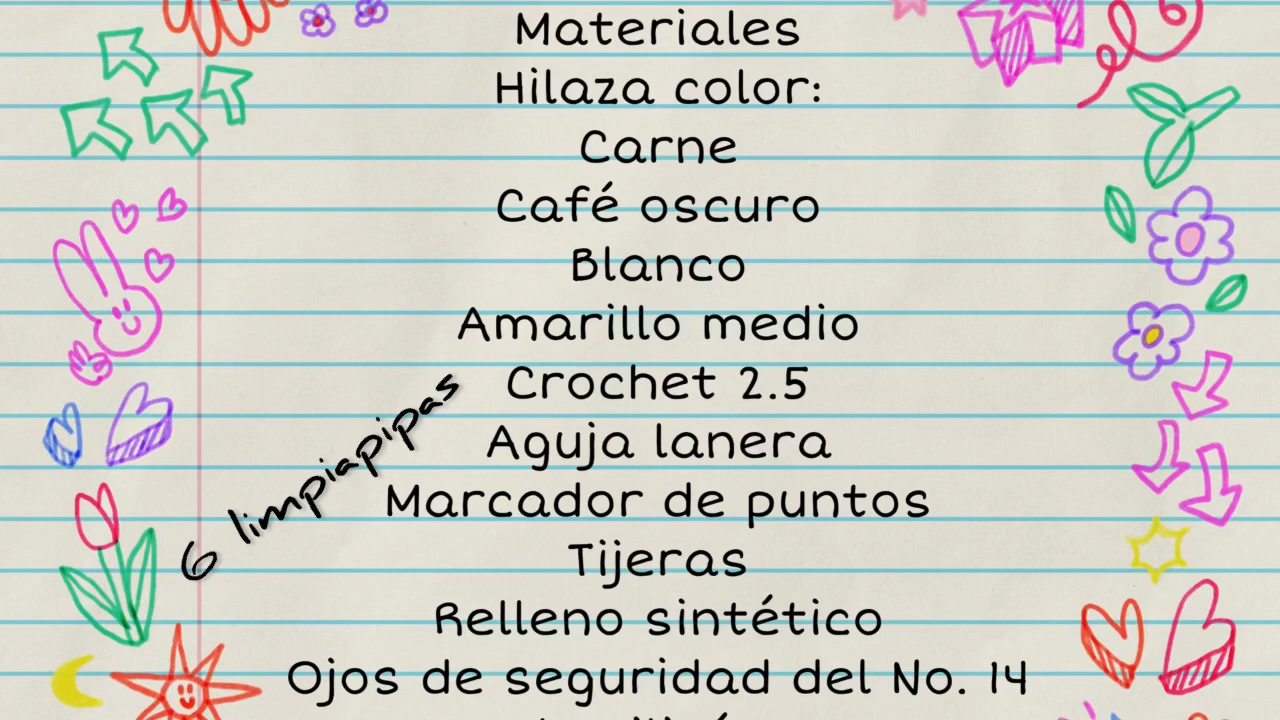 Materiales
Hilaza color:
Carne
Café oscuro
Blanco
Amarillo medio
Crochet 2.5
Aguja lanera
Marcador de puntos
Tijeras
Relleno sintético
Ojos de seguridad del No. 14
6 limpiapipas